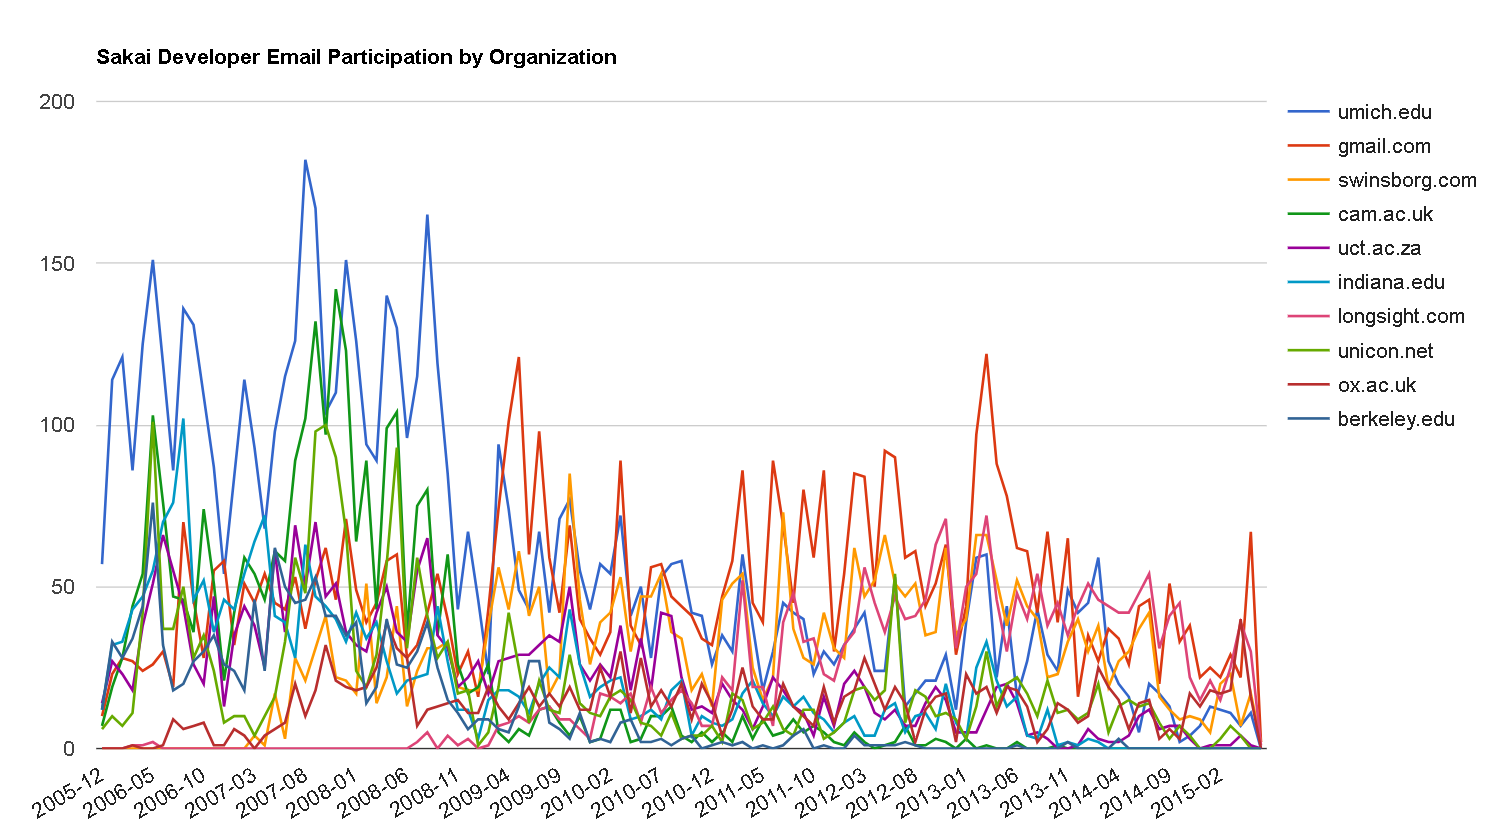 Sakai Developer Email Participation by Organization
200
150
100
50
0
umich.edu
gmail.com
swinsborg.com
cam.ac.uk
uct.ac.za
indiana.edu
longsight.com
unicon.net
ox.ac.uk
berkeley.edu
2005-12
2006-05
2006-10
2007-03
2007-08
2008-01
2008-06
2008-11
2009-04
2009-09
2010-02
2010-07
2010-12
2011-05
2011-10
2012-03
2012-08
2013-01
2013-06
2013-11
2014-04
2014-09
2015-02